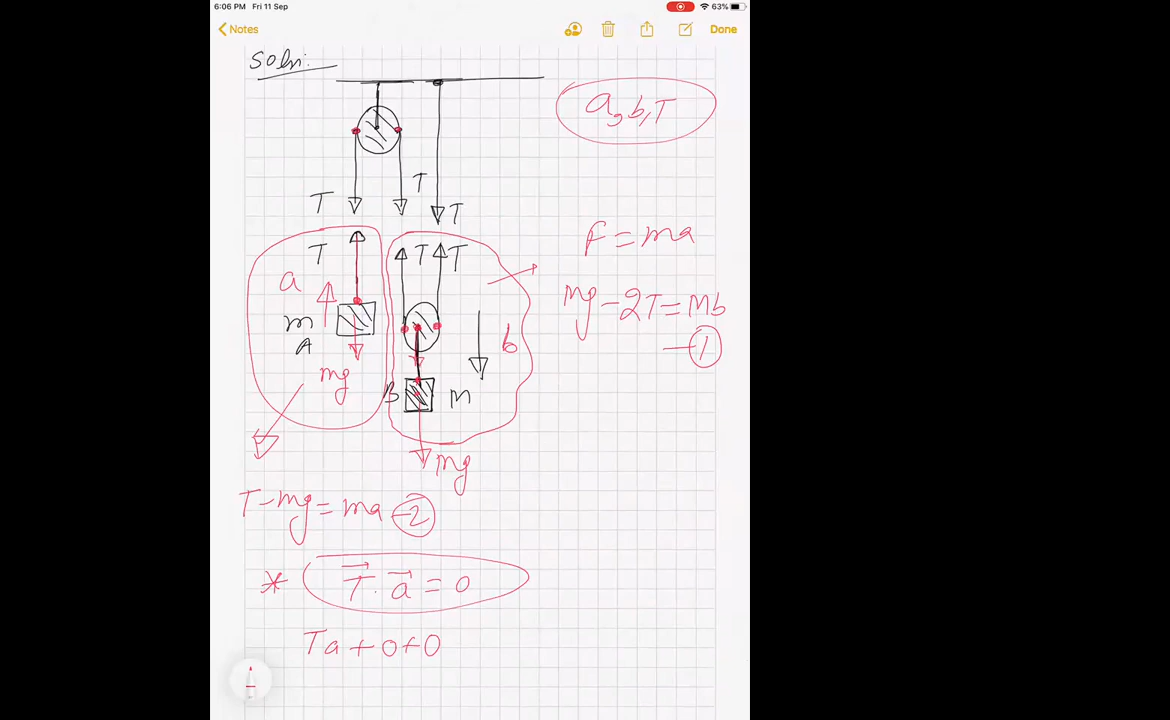 6:06 PM Fri 11 Sep
63%
Notes
Done
Soln:
a, b, T
T
T
T
T
T T
a
m
A
mg
b
B
M
Mg
F = ma
Mg - 2T = Mb
- 1
T - mg = ma - 2
* T⃗ . a⃗ = 0
Ta + 0 + 0